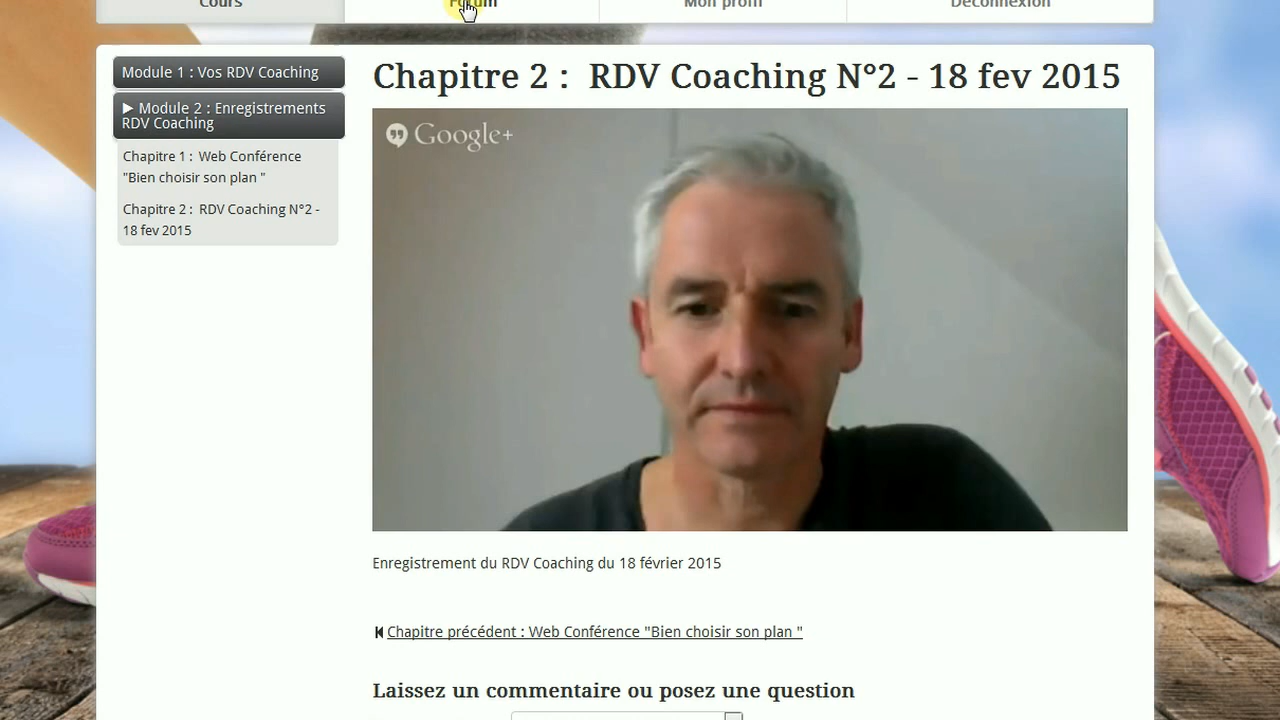 Cours
Forum
Mon profil
Déconnexion
Module 1 : Vos RDV Coaching
▶ Module 2 : Enregistrements
RDV Coaching
Chapitre 1 : Web Conférence
"Bien choisir son plan "
Chapitre 2 : RDV Coaching N°2 -
18 fev 2015
Chapitre 2 : RDV Coaching N°2 - 18 fev 2015
Google+
Enregistrement du RDV Coaching du 18 février 2015
Chapitre précédent : Web Conférence "Bien choisir son plan "
Laissez un commentaire ou posez une question